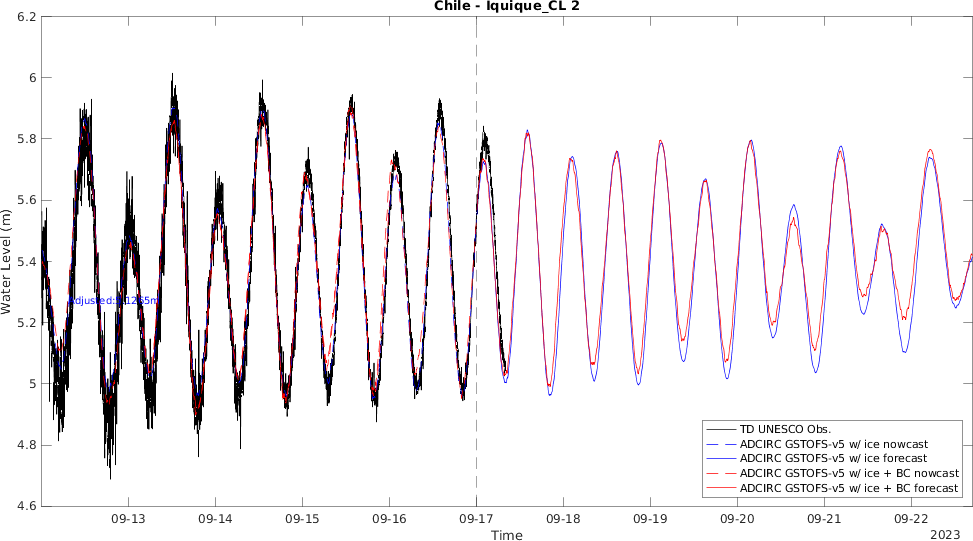 Chile - Iquique_CL 2
6.2
6
5.8
5.6
5.4
5.2
5
4.8
4.6
Water Level (m)
09-13
09-14
09-15
09-16
09-17
09-18
09-19
09-20
09-21
09-22
Time
2023
TD UNESCO Obs.
ADCIRC GSTOFS-v5 w/ ice nowcast
ADCIRC GSTOFS-v5 w/ ice forecast
ADCIRC GSTOFS-v5 w/ ice + BC nowcast
ADCIRC GSTOFS-v5 w/ ice + BC forecast